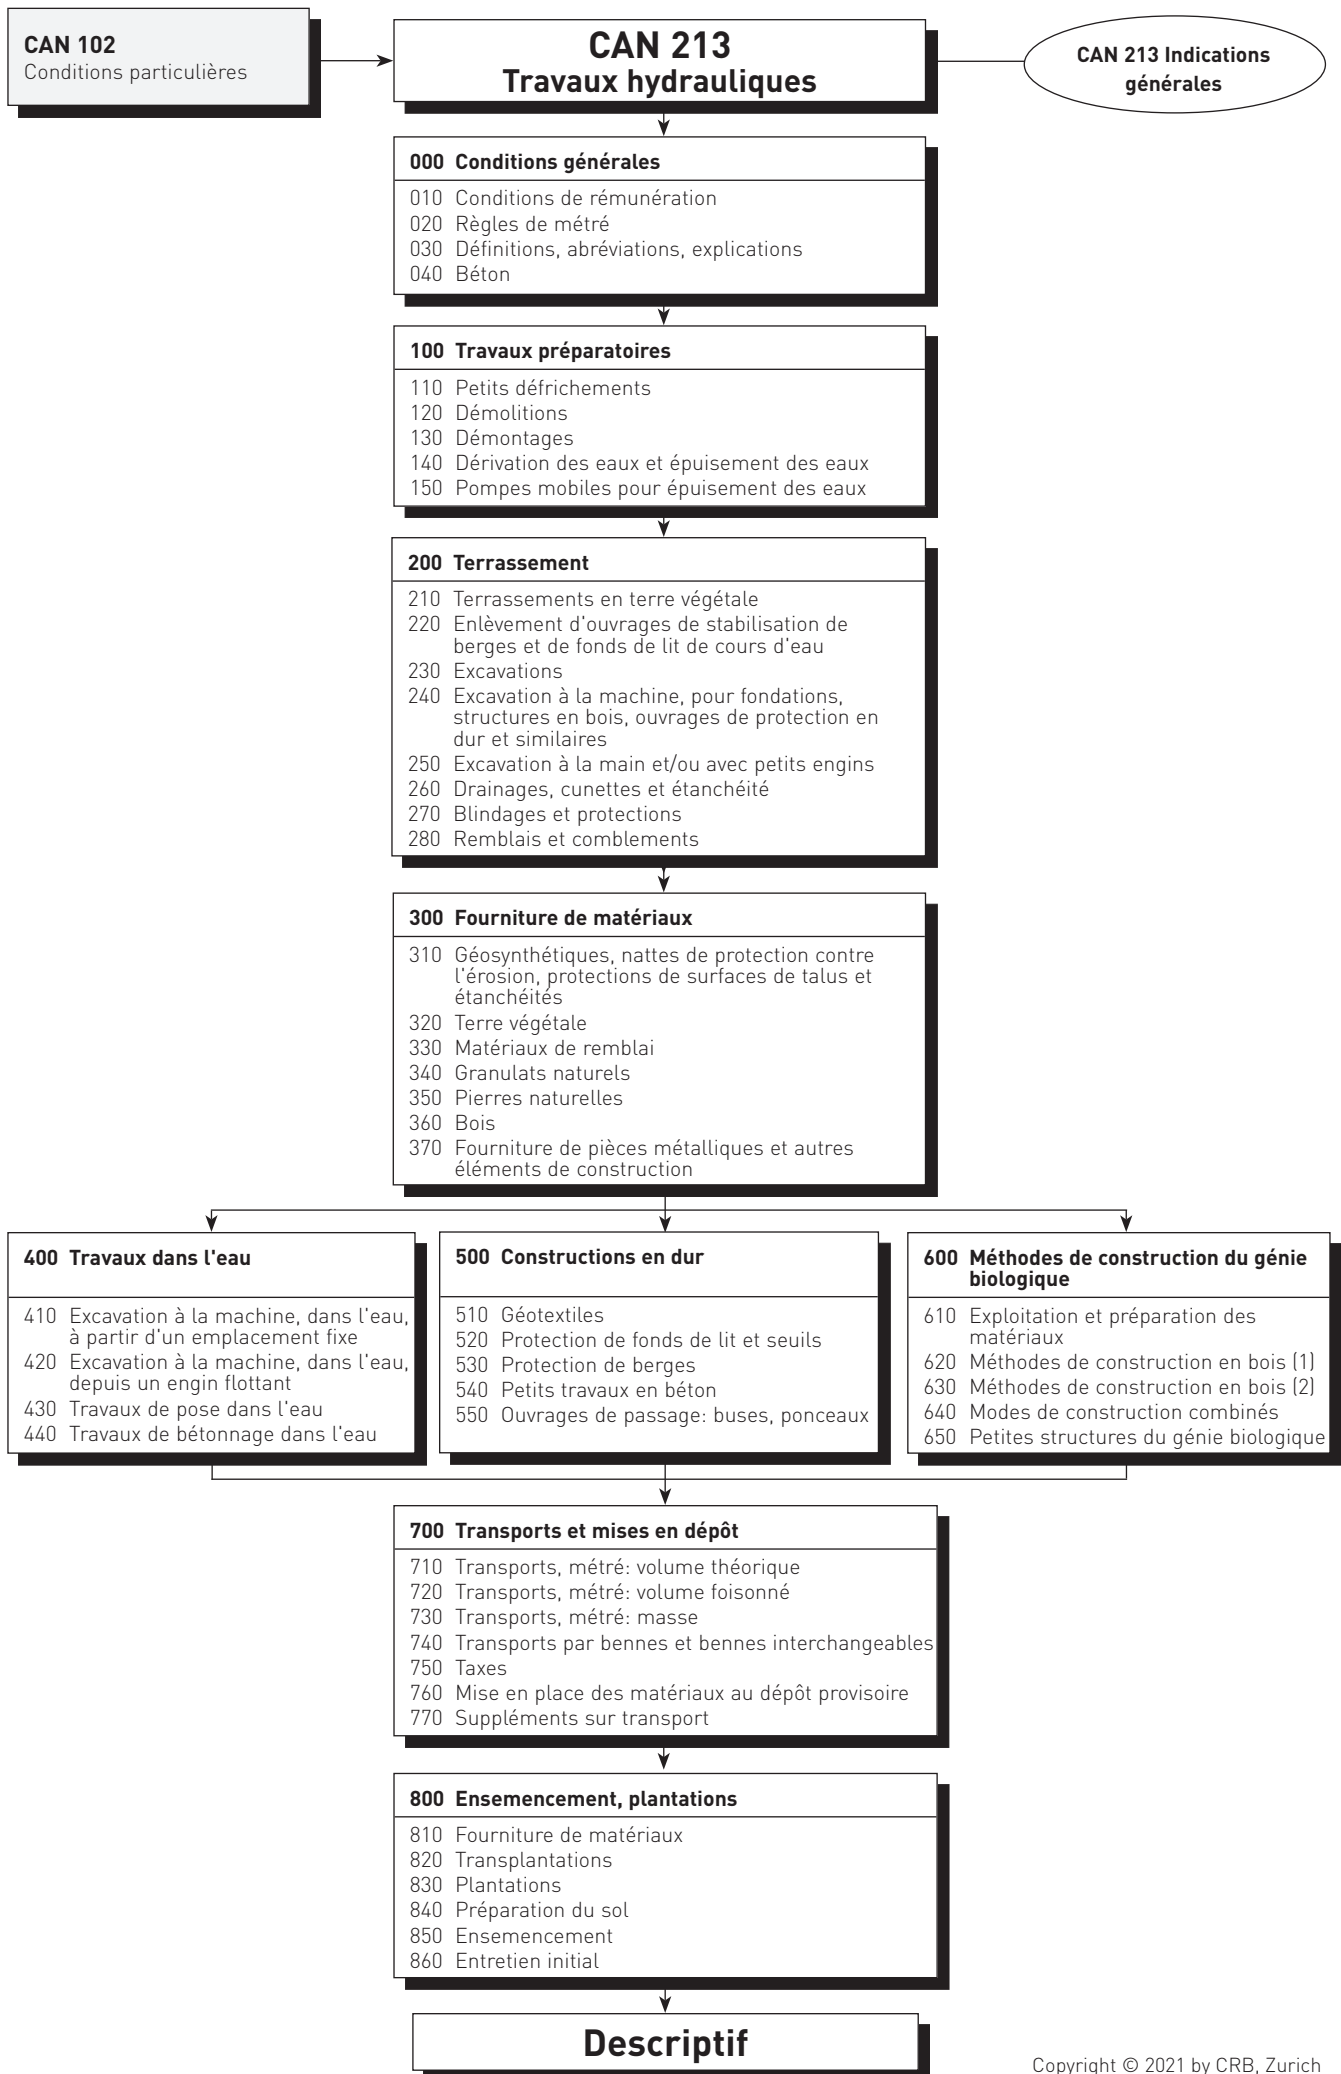 CAN 102
Conditions particulières
CAN 213
Travaux hydrauliques
CAN 213 Indications
générales
000 Conditions générales
010 Conditions de rémunération
020 Règles de métré
030 Définitions, abréviations, explications
040 Béton
100 Travaux préparatoires
110 Petits défrichements
120 Démolitions
130 Démontages
140 Dérivation des eaux et épuisement des eaux
150 Pompes mobiles pour épuisement des eaux
200 Terrassement
210 Terrassements en terre végétale
220 Enlèvement d'ouvrages de stabilisation de
berges et de fonds de lit de cours d'eau
230 Excavations
240 Excavation à la machine, pour fondations,
structures en bois, ouvrages de protection en
dur et similaires
250 Excavation à la main et/ou avec petits engins
260 Drainages, cunettes et étanchéité
270 Blindages et protections
280 Remblais et comblements
300 Fourniture de matériaux
310 Géosynthétiques, nattes de protection contre
l'érosion, protections de surfaces de talus et
étanchéités
320 Terre végétale
330 Matériaux de remblai
340 Granulats naturels
350 Pierres naturelles
360 Bois
370 Fourniture de pièces métalliques et autres
éléments de construction
400 Travaux dans l'eau
410 Excavation à la machine, dans l'eau,
à partir d'un emplacement fixe
420 Excavation à la machine, dans l'eau,
depuis un engin flottant
430 Travaux de pose dans l'eau
440 Travaux de bétonnage dans l'eau
500 Constructions en dur
510 Géotextiles
520 Protection de fonds de lit et seuils
530 Protection de berges
540 Petits travaux en béton
550 Ouvrages de passage: buses, ponceaux
600 Méthodes de construction du génie
biologique
610 Exploitation et préparation des
matériaux
620 Méthodes de construction en bois (1)
630 Méthodes de construction en bois (2)
640 Modes de construction combinés
650 Petites structures du génie biologique
700 Transports et mises en dépôt
710 Transports, métré: volume théorique
720 Transports, métré: volume foisonné
730 Transports, métré: masse
740 Transports par bennes et bennes interchangeables
750 Taxes
760 Mise en place des matériaux au dépôt provisoire
770 Suppléments sur transport
800 Ensemencement, plantations
810 Fourniture de matériaux
820 Transplantations
830 Plantations
840 Préparation du sol
850 Ensemencement
860 Entretien initial
Descriptif
Copyright © 2021 by CRB, Zurich